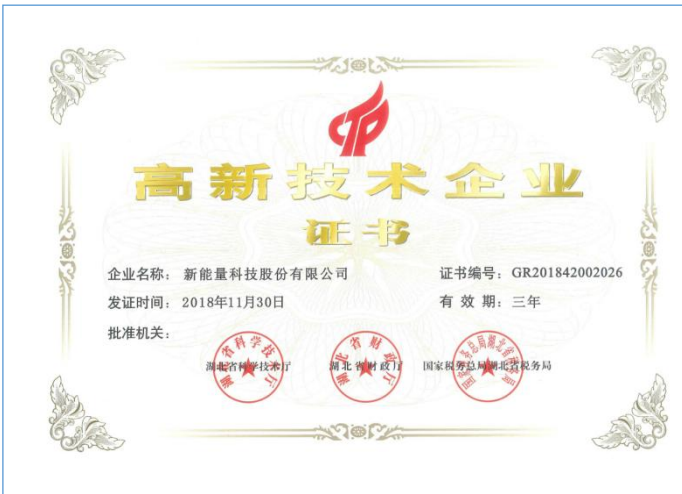 高新技术企业
证书
企业名称： 新能量科技股份有限公司 证书编号： GR201842002026
发证时间： 2018年11月30日 有 效 期： 三年
批准机关：
湖北省科学技术厅 湖北省财政厅 国家税务总局湖北省税务局